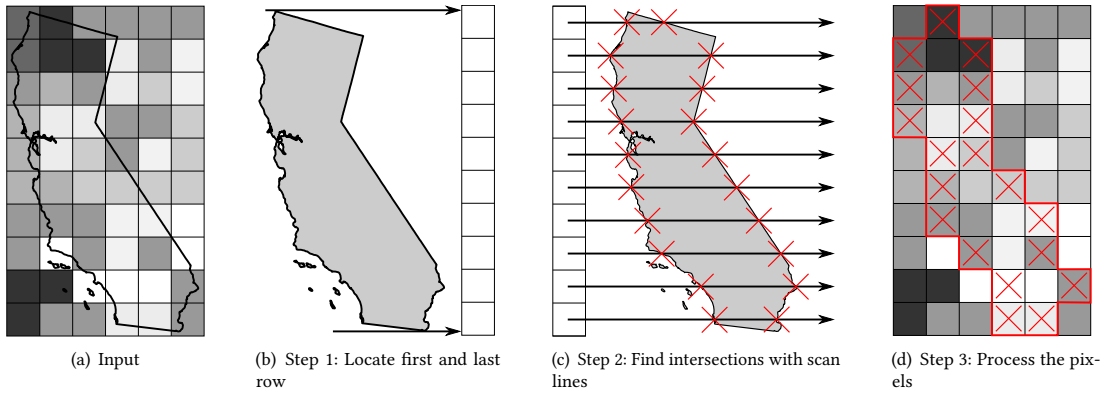 (a) Input
(b) Step 1: Locate first and last
row
(c) Step 2: Find intersections with scan
lines
(d) Step 3: Process the pix-
els